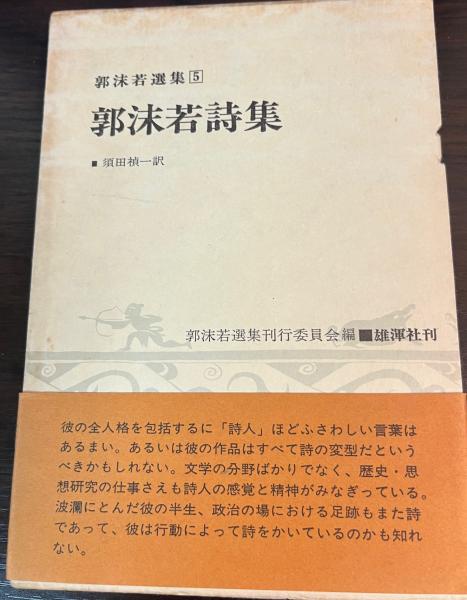 郭沫若選集5
郭沫若詩集
■須田禎一訳
郭沫若選集刊行委員会編■雄渾社刊
彼の全人格を包括するに「詩人」ほどふさわしい言葉は
あるまい。あるいは彼の作品はすべて詩の変型だという
べきかもしれない。文学の分野ばかりでなく、歴史・思
想研究の仕事さえも詩人の感覚と精神がみなぎっている。
波瀾にとんだ彼の半生、政治の場における足跡もまた詩
であって、彼は行動によって詩をかいているのかも知れ
ない。